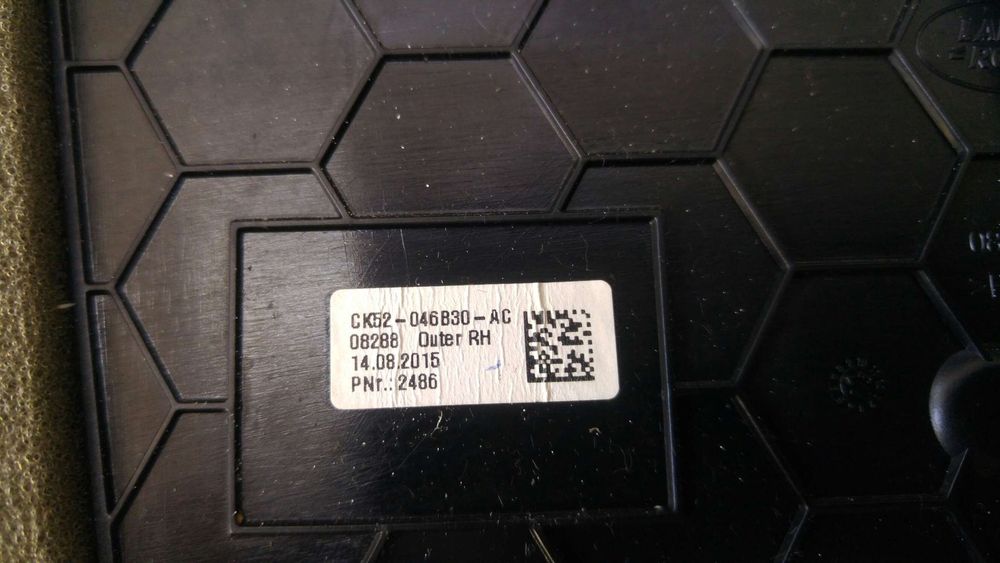 CK52-046B30-AC
08288 Outer RH
14.08.2015
PNr.: 2486